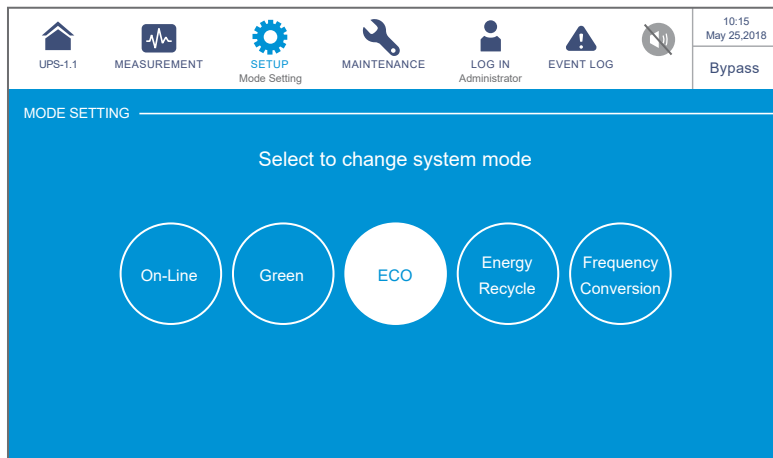 10:15
May 25,2018
UPS-1.1
MEASUREMENT
SETUP
Mode Setting
MAINTENANCE
LOG IN
Administrator
EVENT LOG
Bypass
MODE SETTING
Select to change system mode
On-Line
Green
ECO
Energy
Recycle
Frequency
Conversion